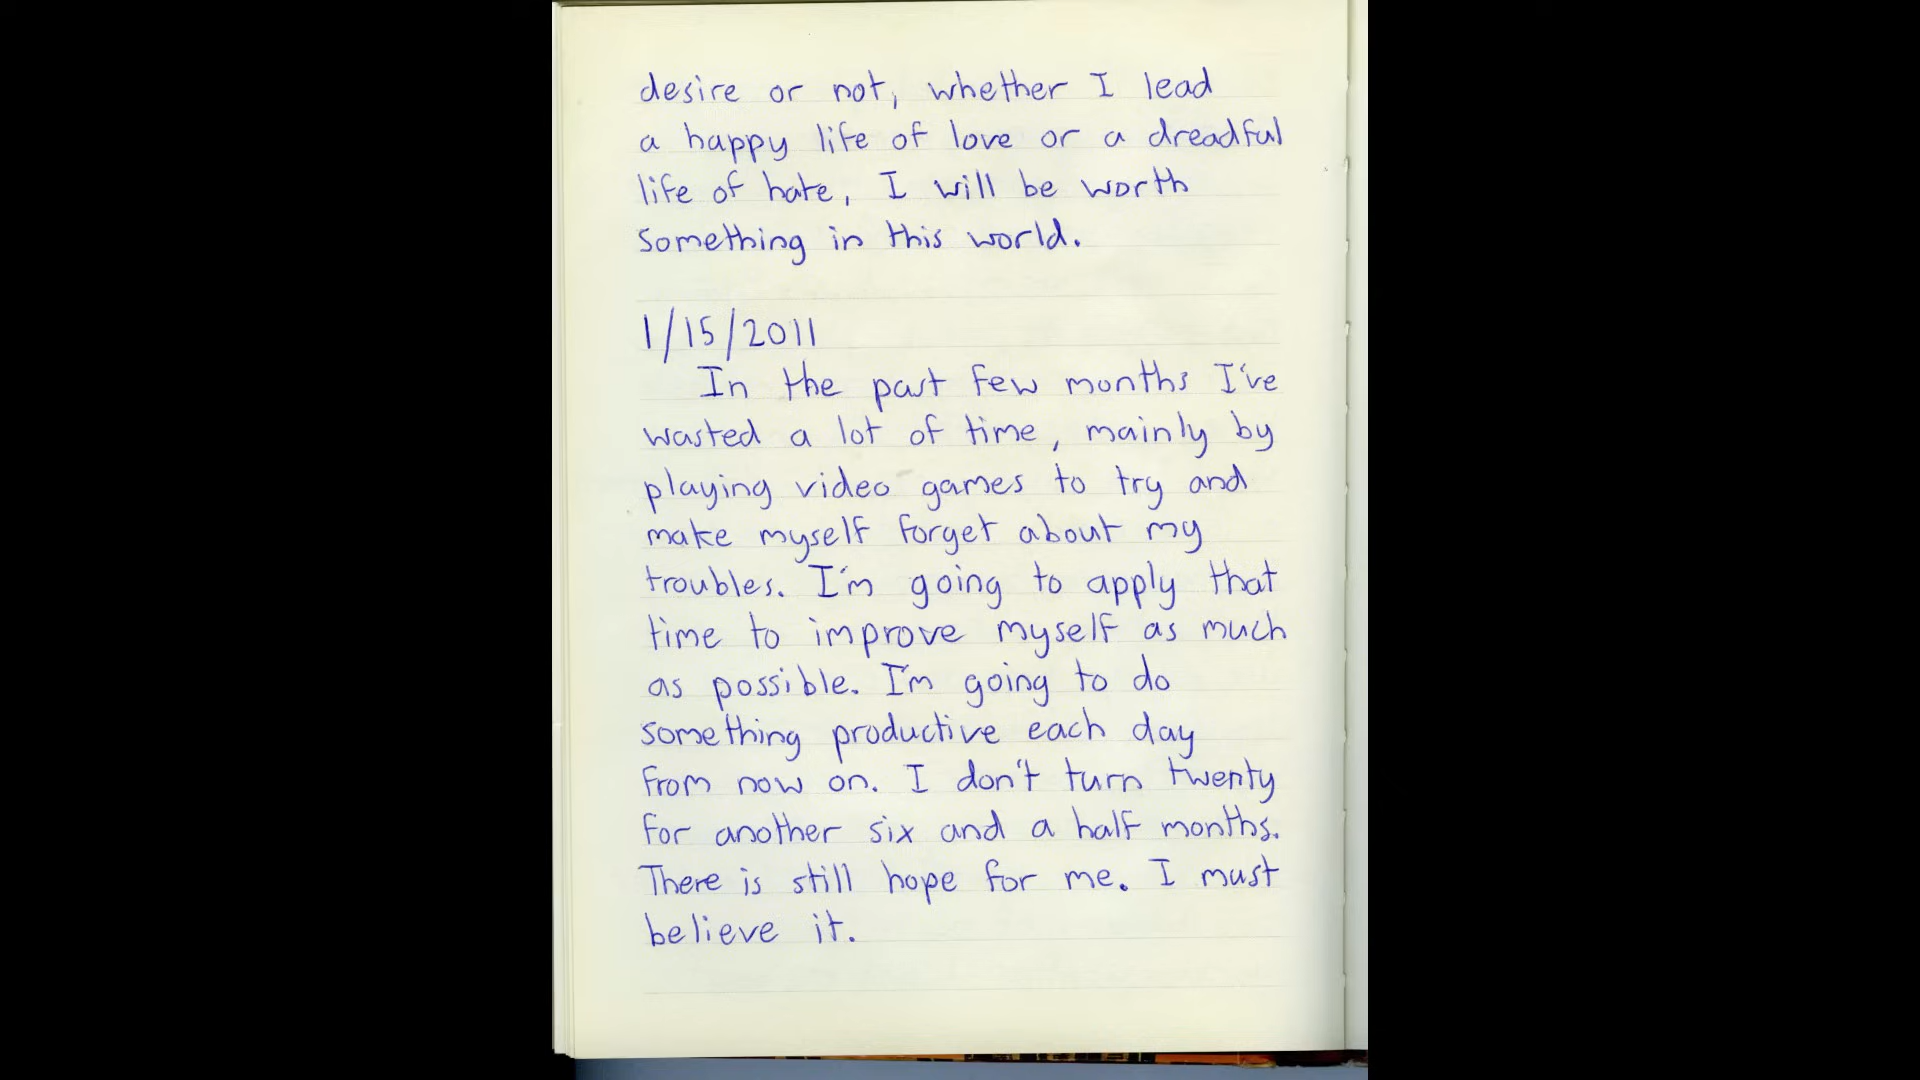 desire or not, whether I lead
a happy life of love or a dreadful
life of hate, I will be worth
something in this world.
1/15/2011
In the past few months I've
wasted a lot of time, mainly by
playing video games to try and
make myself forget about my
troubles. I'm going to apply that
time to improve myself as much
as possible. I'm going to do
something productive each day
from now on. I don't turn twenty
for another six and a half months.
There is still hope for me. I must
believe it.